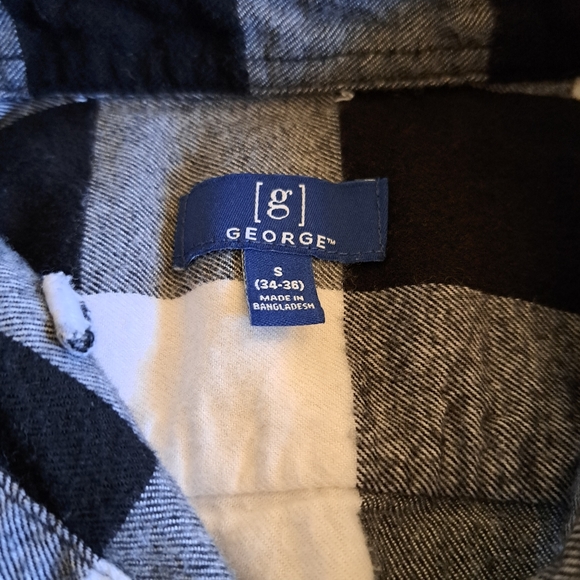 [g]
GEORGE™
S
(34-36)
MADE IN
BANGLADESH